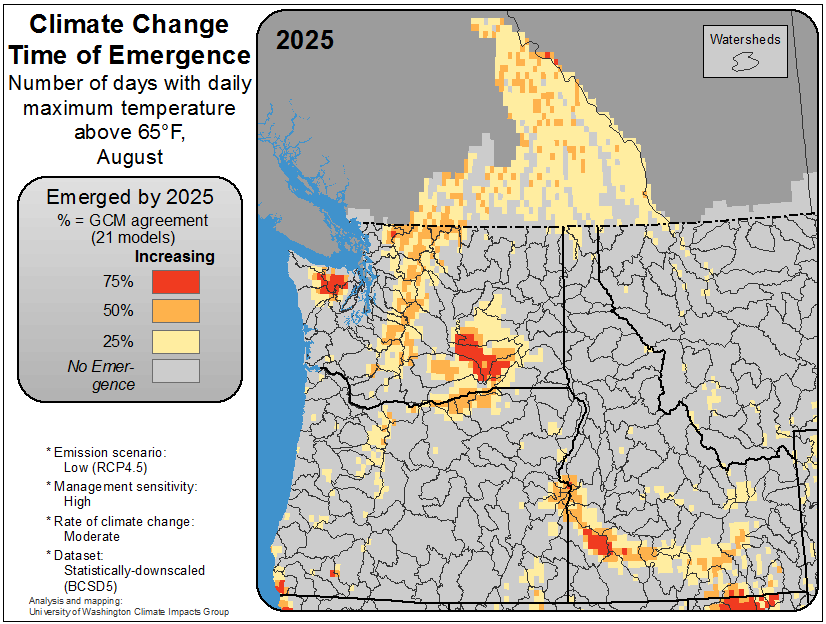 Climate Change
Time of Emergence
Number of days with daily
maximum temperature
above 65°F,
August
Emerged by 2025
% = GCM agreement
(21 models)
Increasing
75%
50%
25%
No Emer-
gence
* Emission scenario:
Low (RCP4.5)
* Management sensitivity:
High
* Rate of climate change:
Moderate
* Dataset:
Statistically-downscaled
(BCSD5)
Analysis and mapping:
University of Washington Climate Impacts Group
2025
Watersheds